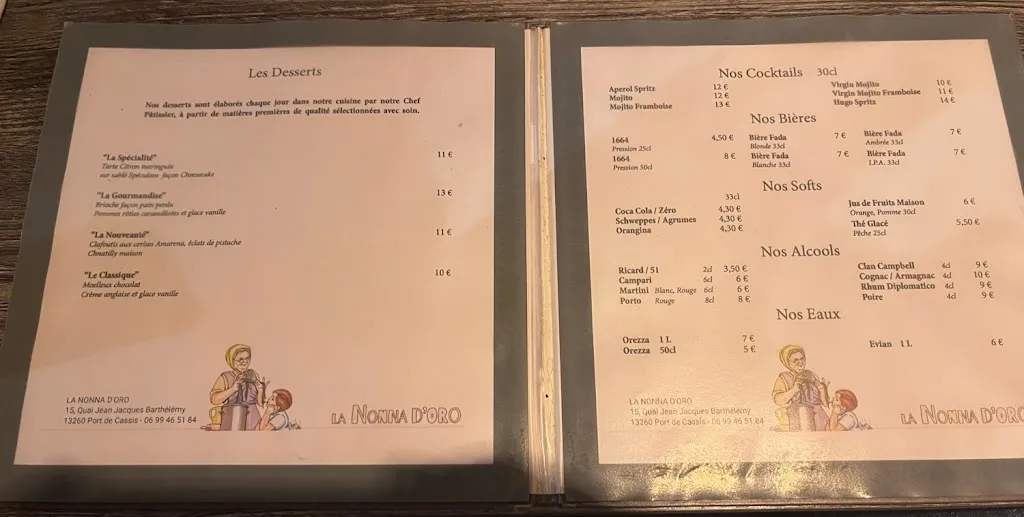 Les Desserts
Nos desserts sont élaborés chaque jour dans notre cuisine par notre Chef
Pâtissier, à partir de matières premières de qualité sélectionnées avec soin.
"La Spécialité" 11 €
Tarte Citron meringuée
sur sablé Spéculoos façon Cheesecake
"La Gourmandise" 13 €
Brioche façon pain perdu
Pommes rôties caramélisées et glace vanille
"La Nouveauté" 11 €
Clafoutis aux cerises Amarena, éclats de pistache
Chnatilly maison
"Le Classique" 10 €
Moelleux chocolat
Crème anglaise et glace vanille
LA NONNA D'ORO
15, Quai Jean Jacques Barthélémy
13260 Port de Cassis - 06 99 46 51 84
LA NONNA D'ORO
Nos Cocktails 30cl
Aperol Spritz 12 € Virgin Mojito 10 €
Mojito 12 € Virgin Mojito Framboise 11 €
Mojito Framboise 13 € Hugo Spritz 14 €
Nos Bières
1664 4,50 € Bière Fada 7 € Bière Fada 7 €
Pression 25cl Blonde 33cl Ambrée 33cl
1664 8 € Bière Fada 7 € Bière Fada 7 €
Pression 50cl Blanche 33cl I.P.A. 33cl
Nos Softs
33cl
Coca Cola / Zéro 4,30 € Jus de Fruits Maison 6 €
Schweppes / Agrumes 4,30 € Orange, Pomme 30cl
Orangina 4,30 € Thé Glacé 5,50 €
Pêche 25cl
Nos Alcools
Ricard / 51 2cl 3,50 € Clan Campbell 4cl 9 €
Campari 6cl 6 € Cognac / Armagnac 4cl 10 €
Martini Blanc, Rouge 6cl 6 € Rhum Diplomatico 4cl 9 €
Porto Rouge 8cl 8 € Poire 4cl 9 €
Nos Eaux
Orezza 1 L 7 € Evian 1 L 6 €
Orezza 50cl 5 €
LA NONNA D'ORO
15, Quai Jean Jacques Barthélémy
13260 Port de Cassis - 06 99 46 51 84
LA NONNA D'ORO